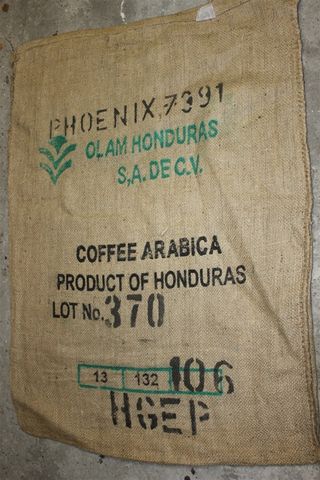 PHOENIX,7391
OLAM HONDURAS
S,A.DE C.V.
COFFEE ARABICA
PRODUCT OF HONDURAS
LOT No.370
13 132 106
HGEP